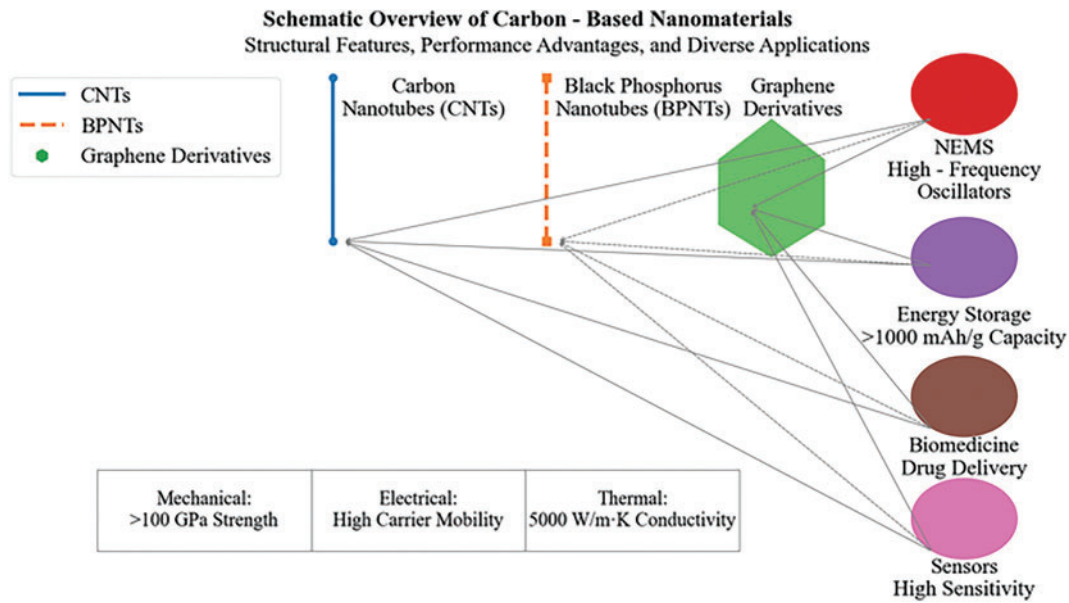 Schematic Overview of Carbon - Based Nanomaterials
Structural Features, Performance Advantages, and Diverse Applications
CNTs
BPNTs
Graphene Derivatives
Carbon
Nanotubes (CNTs)
Black Phosphorus
Nanotubes (BPNTs)
Graphene
Derivatives
NEMS
High - Frequency
Oscillators
Energy Storage
>1000 mAh/g Capacity
Biomedicine
Drug Delivery
Sensors
High Sensitivity
Mechanical:
>100 GPa Strength
Electrical:
High Carrier Mobility
Thermal:
5000 W/m·K Conductivity